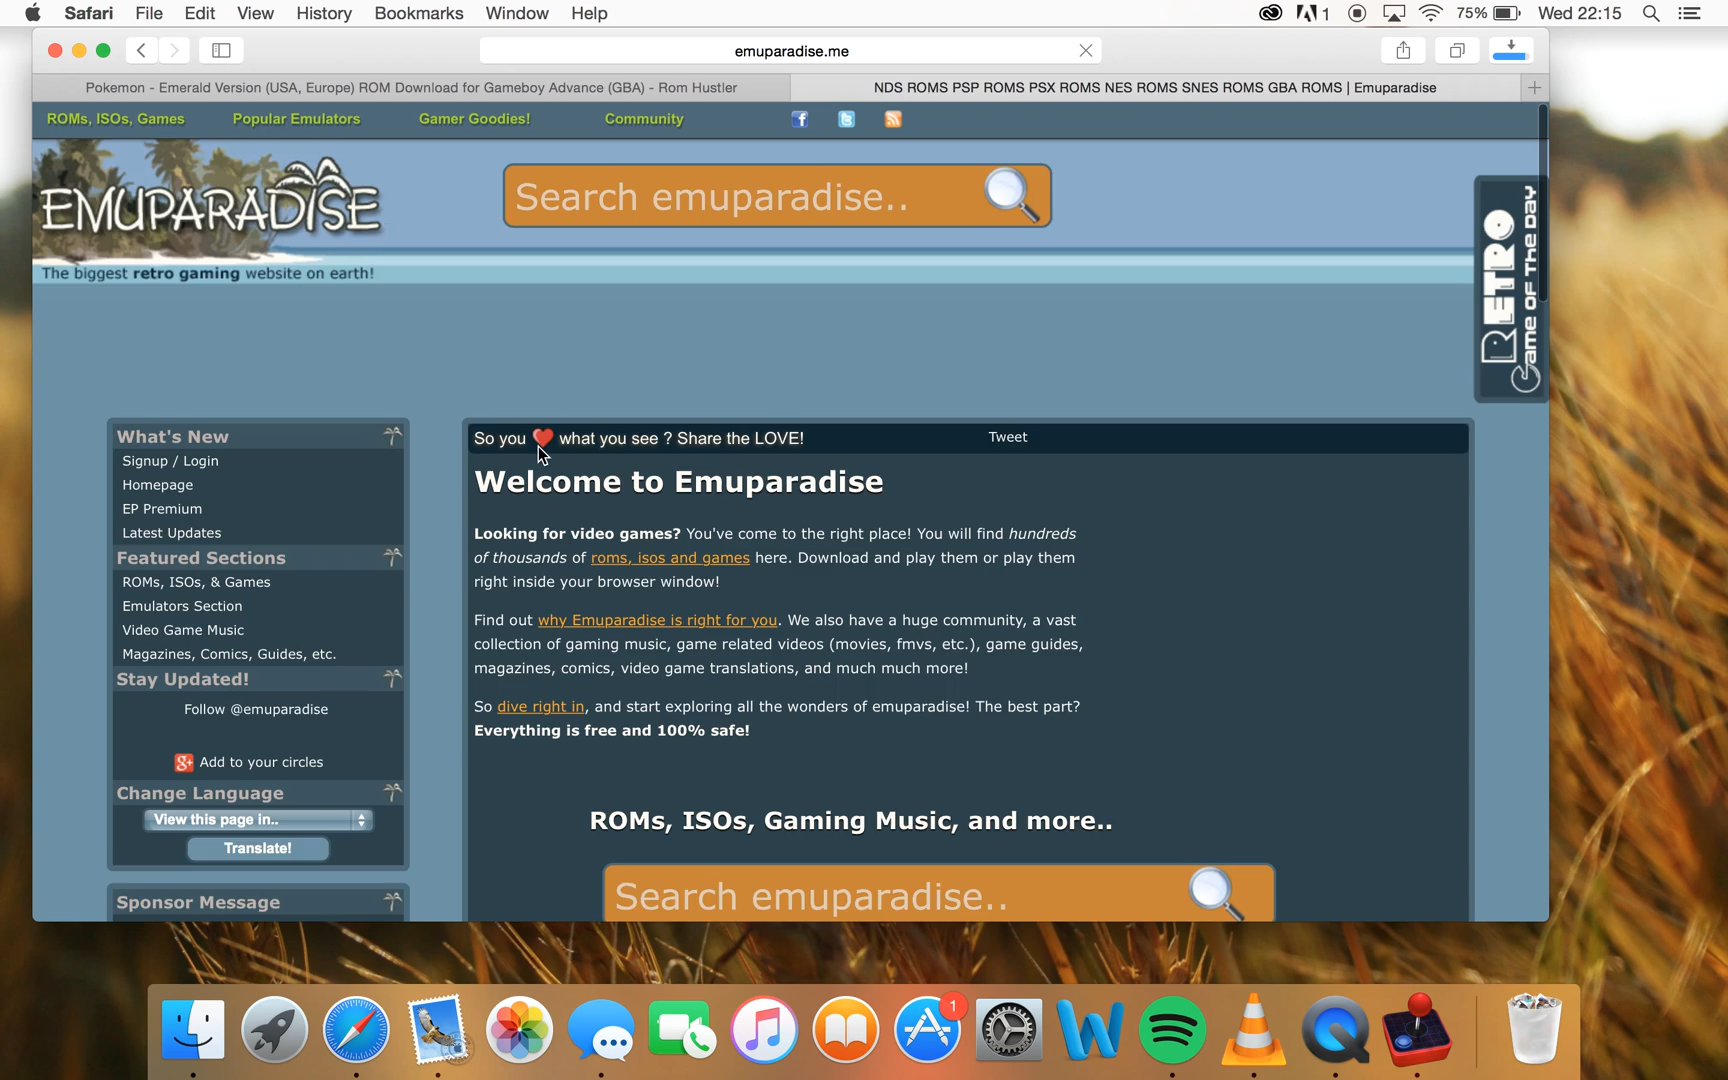 Safari File Edit View History Bookmarks Window Help 1 75% Wed 22:15
emuparadise.me
Pokemon - Emerald Version (USA, Europe) ROM Download for Gameboy Advance (GBA) - Rom Hustler
NDS ROMS PSP ROMS PSX ROMS NES ROMS SNES ROMS GBA ROMS | Emuparadise
ROMs, ISOs, Games Popular Emulators Gamer Goodies! Community
EMUPARADISE
Search emuparadise..
The biggest retro gaming website on earth!
RETRO
Game OF THE DAY
What's New
Signup / Login
Homepage
EP Premium
Latest Updates
Featured Sections
ROMs, ISOs, & Games
Emulators Section
Video Game Music
Magazines, Comics, Guides, etc.
Stay Updated!
Follow @emuparadise
Add to your circles
Change Language
View this page in..
Translate!
Sponsor Message
So you ❤ what you see ? Share the LOVE! Tweet
Welcome to Emuparadise
Looking for video games? You've come to the right place! You will find hundreds
of thousands of roms, isos and games here. Download and play them or play them
right inside your browser window!
Find out why Emuparadise is right for you. We also have a huge community, a vast
collection of gaming music, game related videos (movies, fmvs, etc.), game guides,
magazines, comics, video game translations, and much much more!
So dive right in, and start exploring all the wonders of emuparadise! The best part?
Everything is free and 100% safe!
ROMs, ISOs, Gaming Music, and more..
Search emuparadise..
1